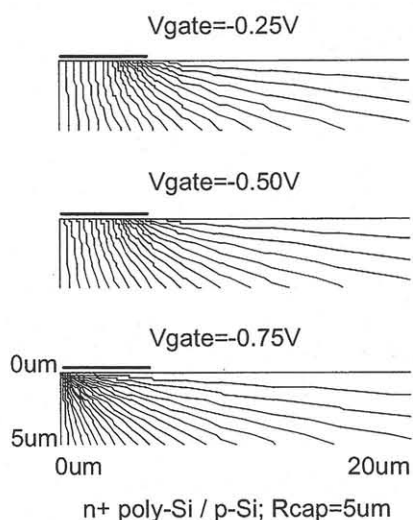 Vgate=-0.25V
Vgate=-0.50V
Vgate=-0.75V
0um
5um
0um 20um
n+ poly-Si / p-Si; Rcap=5um